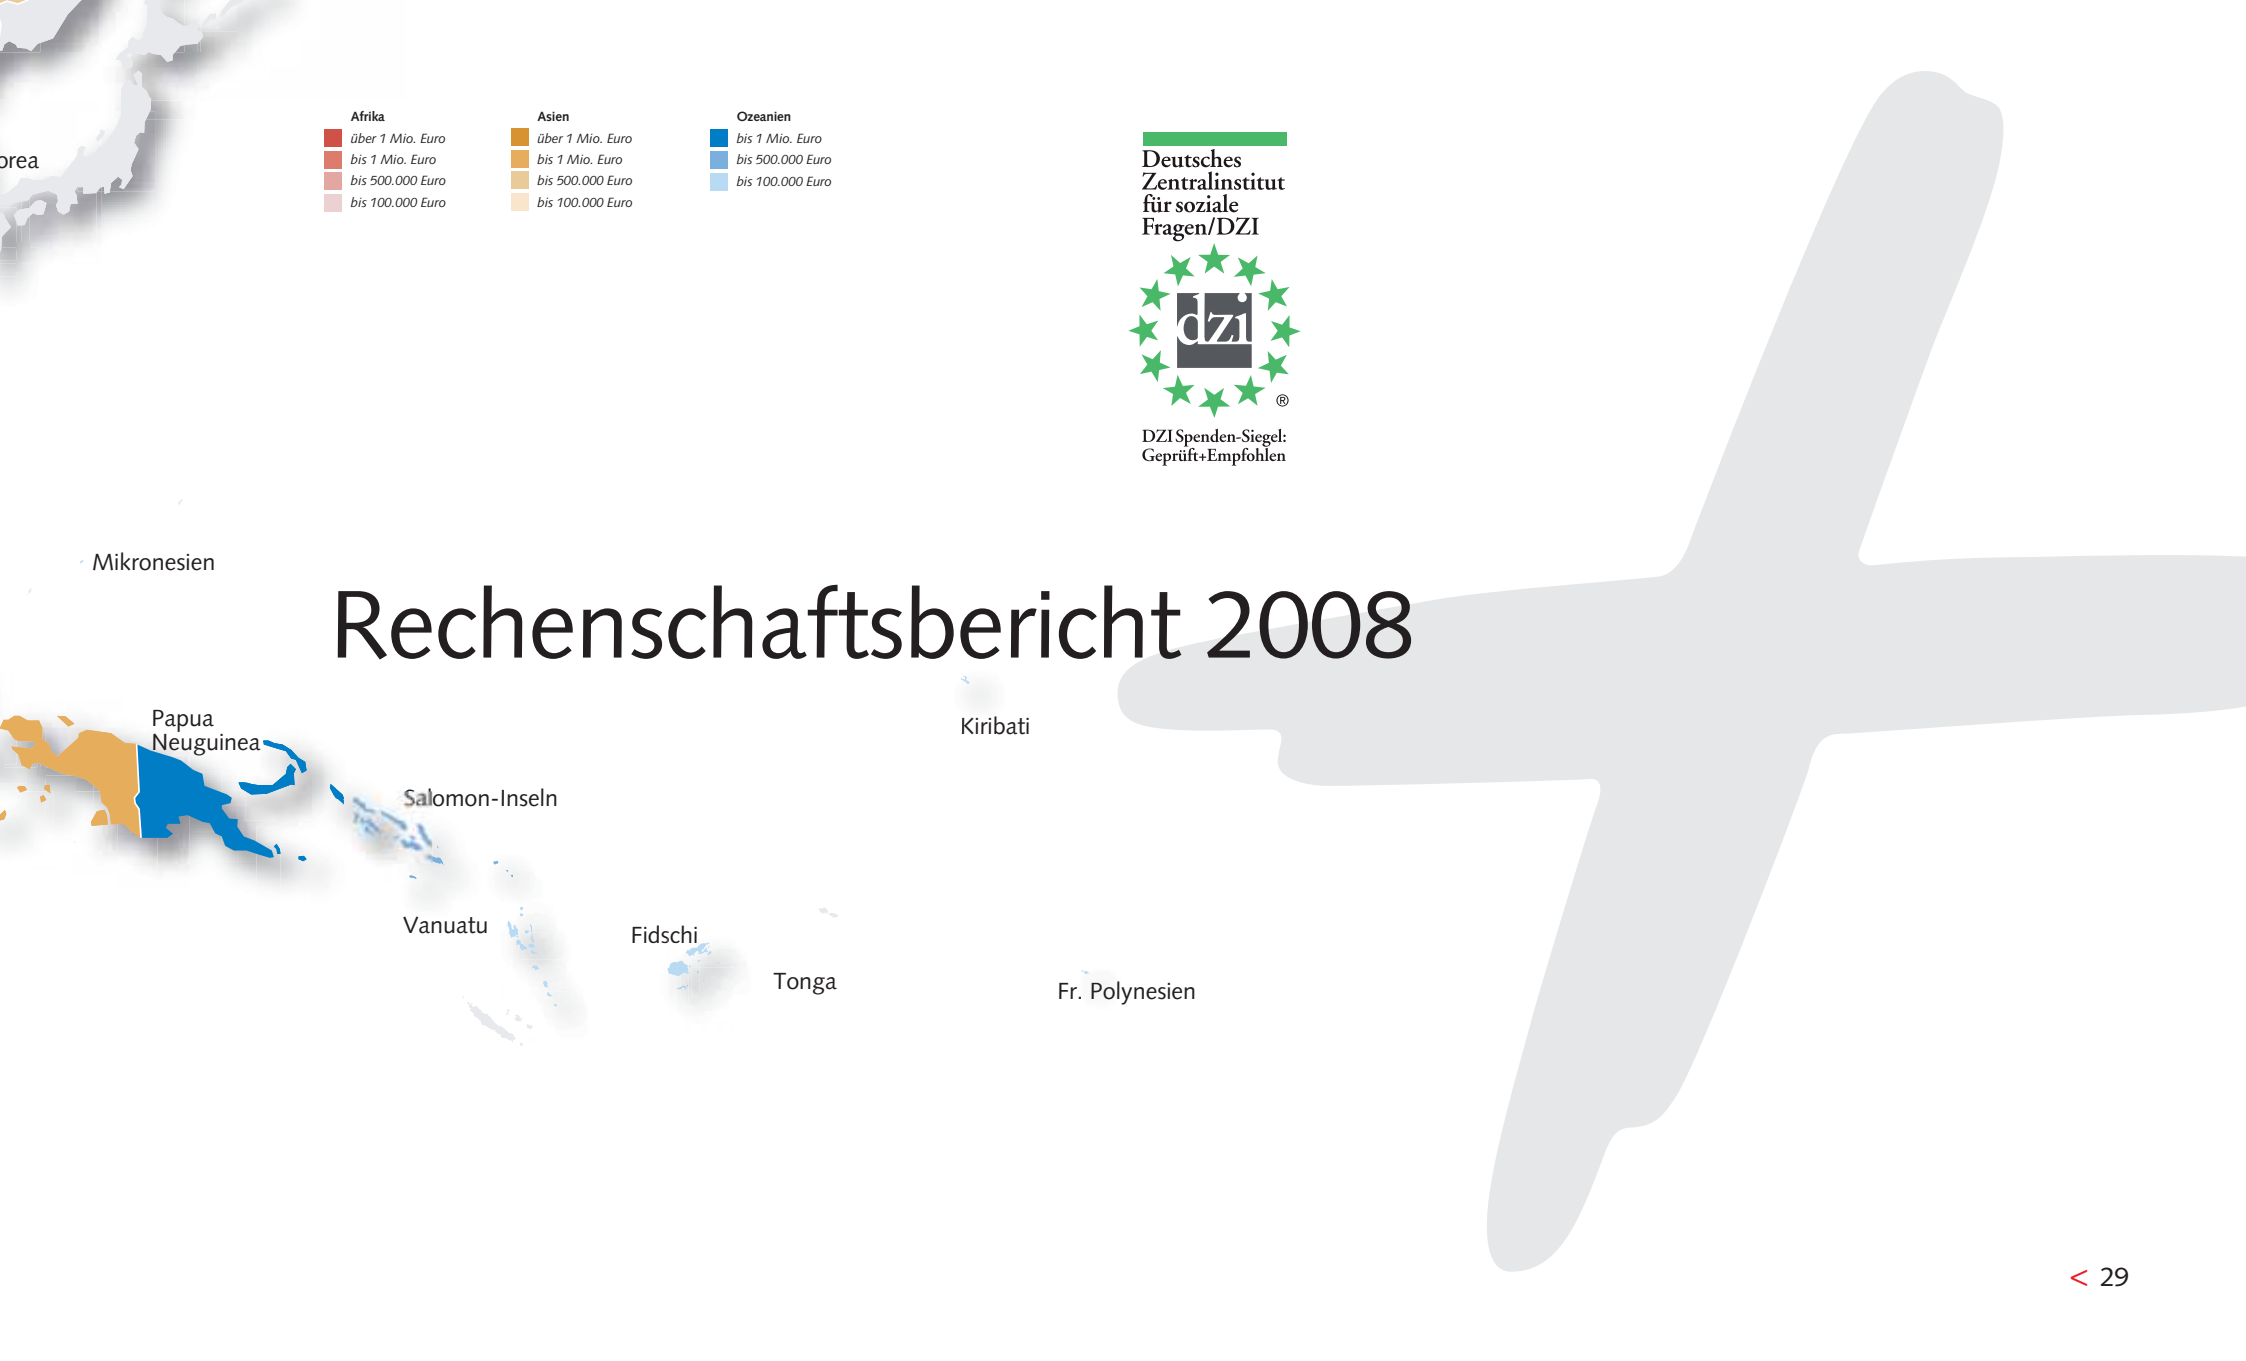 Afrika
über 1 Mio. Euro
bis 1 Mio. Euro
bis 500.000 Euro
bis 100.000 Euro
Asien
über 1 Mio. Euro
bis 1 Mio. Euro
bis 500.000 Euro
bis 100.000 Euro
Ozeanien
bis 1 Mio. Euro
bis 500.000 Euro
bis 100.000 Euro
Deutsches
Zentralinstitut
für soziale
Fragen/DZI
dzi
®
DZI Spenden-Siegel:
Geprüft+Empfohlen
orea
Mikronesien
Rechenschaftsbericht 2008
Papua
Neuguinea
Kiribati
Salomon-Inseln
Vanuatu
Fidschi
Tonga
Fr. Polynesien
< 29